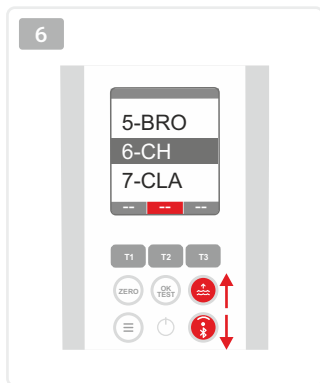 6
5-BRO
6-CH
7-CLA
-- -- --
T1 T2 T3
ZERO OK TEST